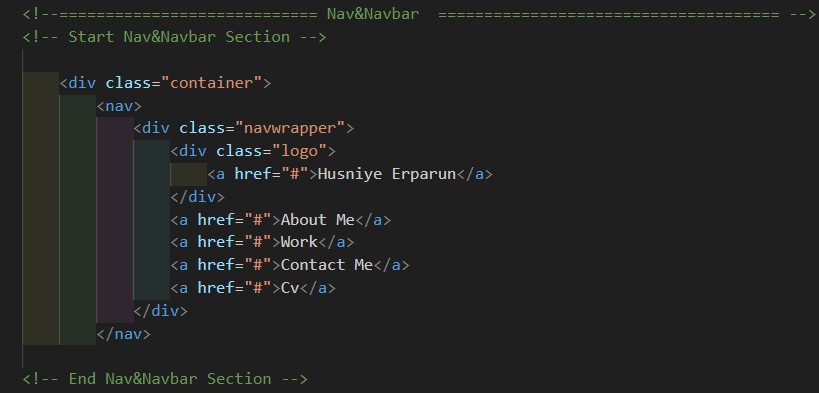 <!--============================ Nav&Navbar  ===================================== -->
<!-- Start Nav&Navbar Section -->
<div class="container">
<nav>
<div class="navwrapper">
<div class="logo">
<a href="#">Husniye Erparun</a>
</div>
<a href="#">About Me</a>
<a href="#">Work</a>
<a href="#">Contact Me</a>
<a href="#">Cv</a>
</div>
</nav>
<!-- End Nav&Navbar Section -->